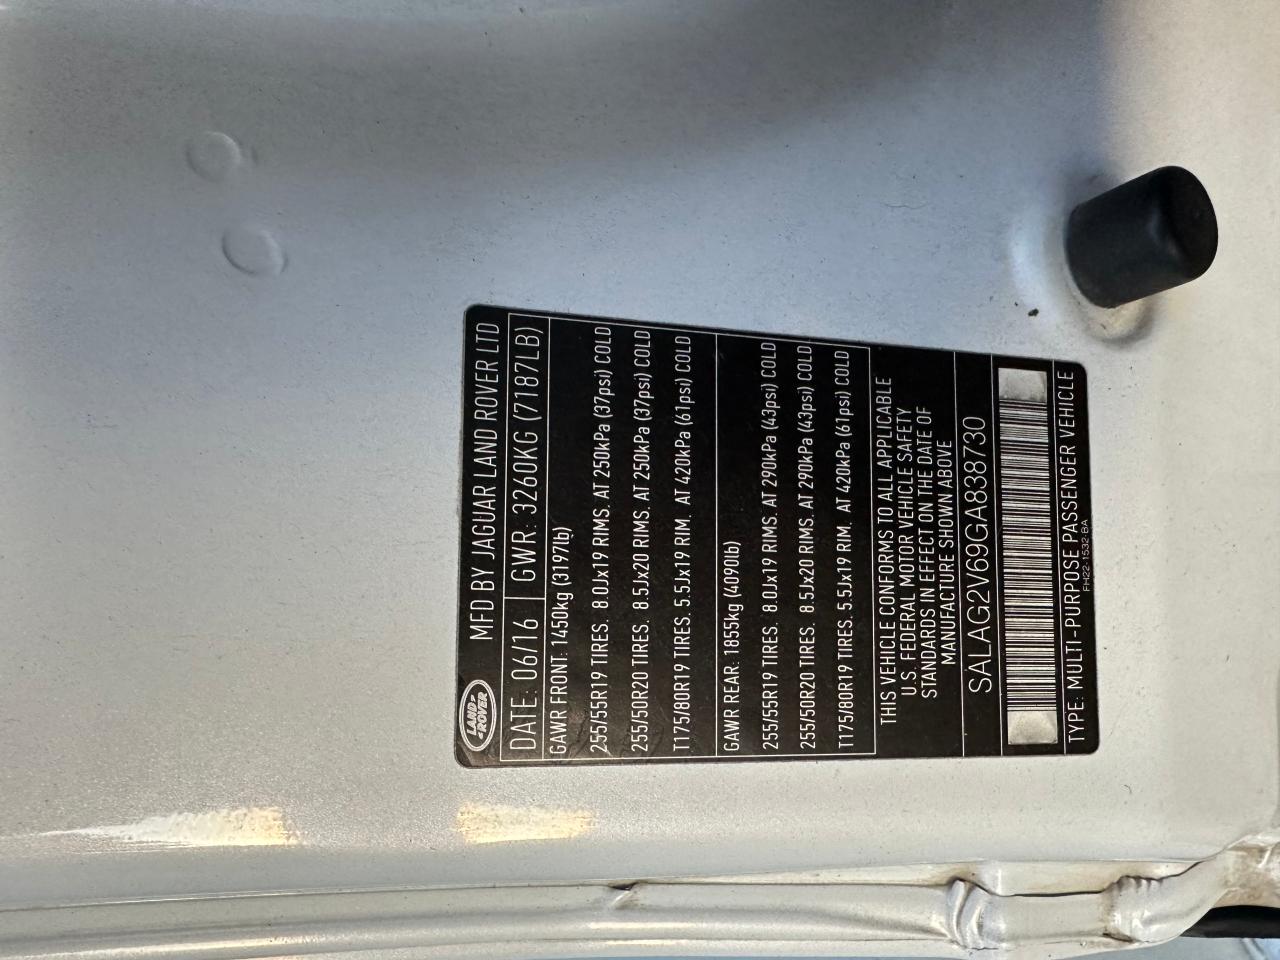 LAND-
-ROVER
MFD BY JAGUAR LAND ROVER LTD
DATE: 06/16 GWR: 3260KG (7187LB)
GAWR FRONT: 1450kg (3197lb)
255/55R19 TIRES. 8.0Jx19 RIMS. AT 250kPa (37psi) COLD
255/50R20 TIRES. 8.5Jx20 RIMS. AT 250kPa (37psi) COLD
T175/80R19 TIRES. 5.5Jx19 RIM. AT 420kPa (61psi) COLD
GAWR REAR: 1855kg (4090lb)
255/55R19 TIRES. 8.0Jx19 RIMS. AT 290kPa (43psi) COLD
255/50R20 TIRES. 8.5Jx20 RIMS. AT 290kPa (43psi) COLD
T175/80R19 TIRES. 5.5Jx19 RIM. AT 420kPa (61psi) COLD
THIS VEHICLE CONFORMS TO ALL APPLICABLE
U.S. FEDERAL MOTOR VEHICLE SAFETY
STANDARDS IN EFFECT ON THE DATE OF
MANUFACTURE SHOWN ABOVE
SALAG2V69GA838730
TYPE: MULTI-PURPOSE PASSENGER VEHICLE
FH22-1532-BA